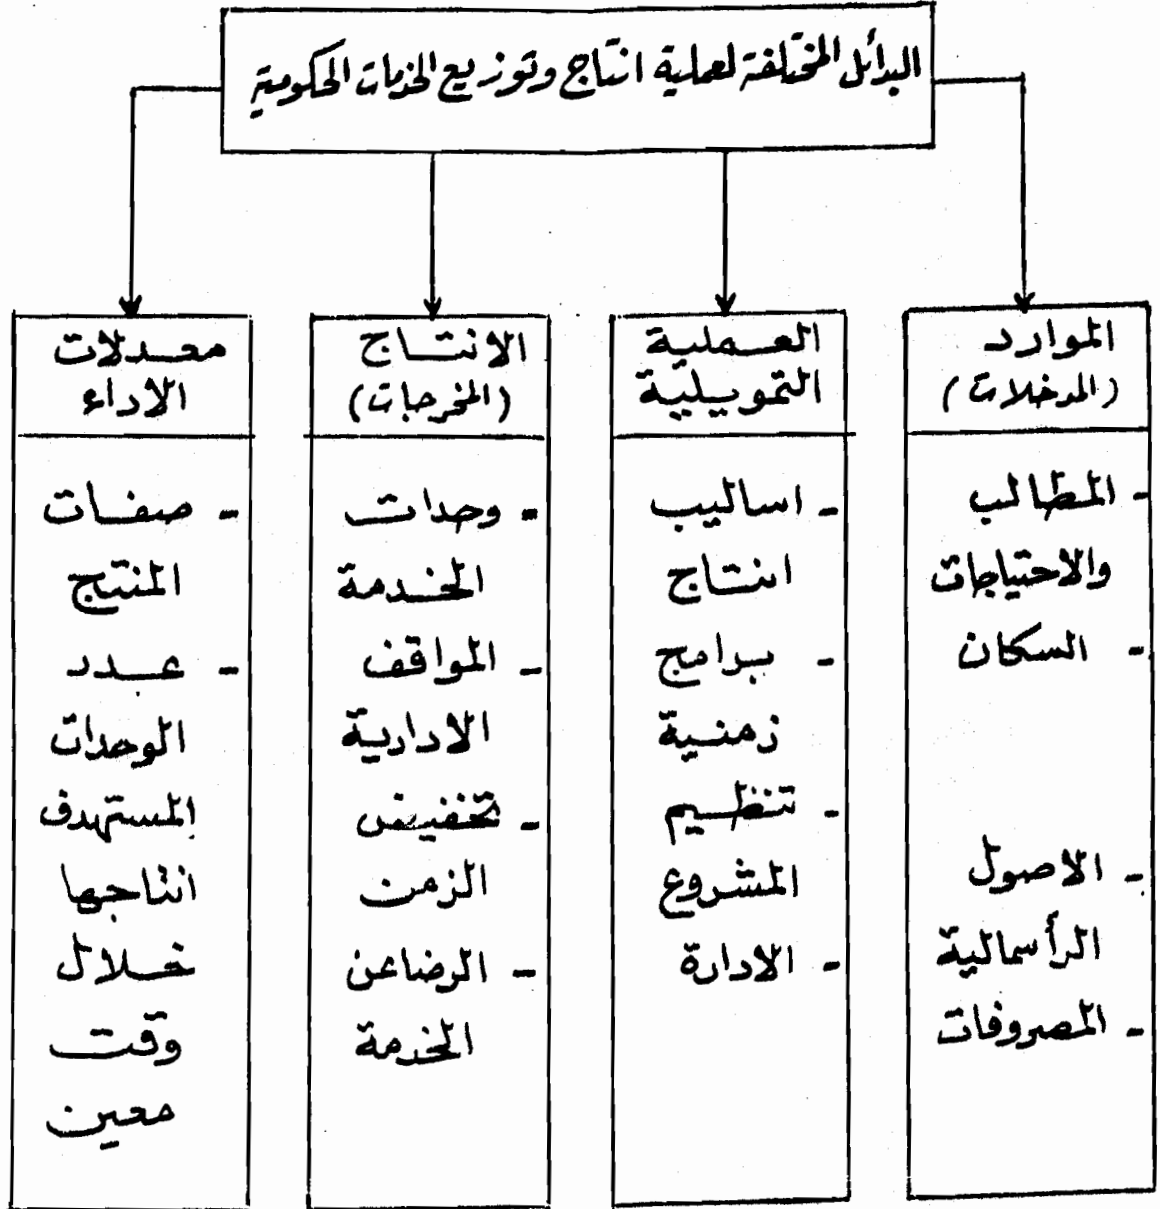 البدائل المختلفة لعملية انتاج وتوزيع الخدمات الحكومية
الموارد
(المدخلات)
- المطالب
والاحتياجات
- السكان
- الاصول
الرأسمالية
- المصروفات
العملية
التمويلية
- اساليب
انتاج
- برامج
زمنية
- تنظيم
المشروع
- الادارة
الانتاج
(المخرجات)
- وحدات
الخدمة
- المواقف
الادارية
- تخفيض
الزمن
- الرضا عن
الخدمة
معدلات
الاداء
- صفات
المنتج
- عدد
الوحدات
المستهدف
انتاجها
خلال
وقت
معين